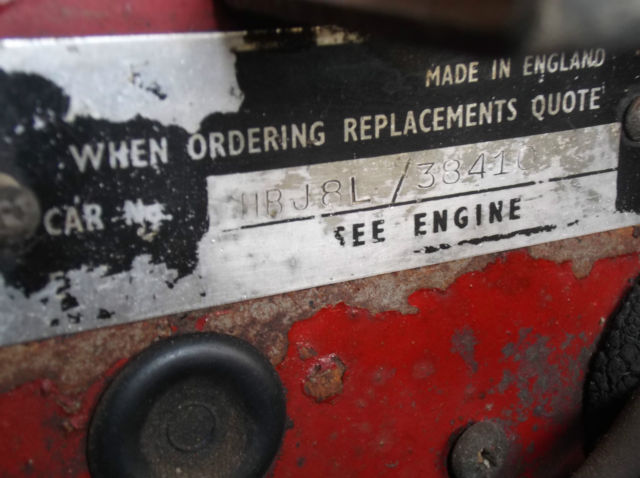 MADE IN ENGLAND
WHEN ORDERING REPLACEMENTS QUOTE
CAR No. HBJ8L/38410
SEE ENGINE